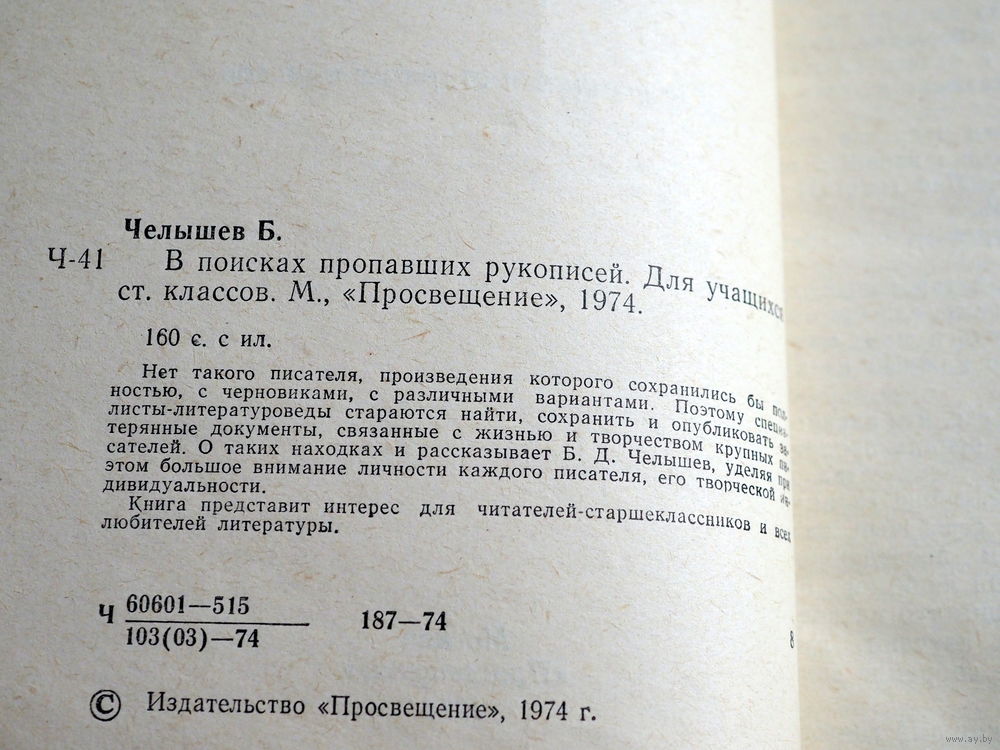 Челышев Б.
Ч-41 В поисках пропавших рукописей. Для учащихся
ст. классов. М., «Просвещение», 1974.
160 с. с ил.
Нет такого писателя, произведения которого сохранились бы пол-
ностью, с черновиками, с различными вариантами. Поэтому специа-
листы-литературоведы стараются найти, сохранить и опубликовать за-
терянные документы, связанные с жизнью и творчеством крупных пи-
сателей. О таких находках и рассказывает Б. Д. Челышев, уделяя при
этом большое внимание личности каждого писателя, его творческой ин-
дивидуальности.
Книга представит интерес для читателей-старшеклассников и всех
любителей литературы.
Ч 60601—515
103(03)—74 187—74
8
© Издательство «Просвещение», 1974 г.
www.ay.by